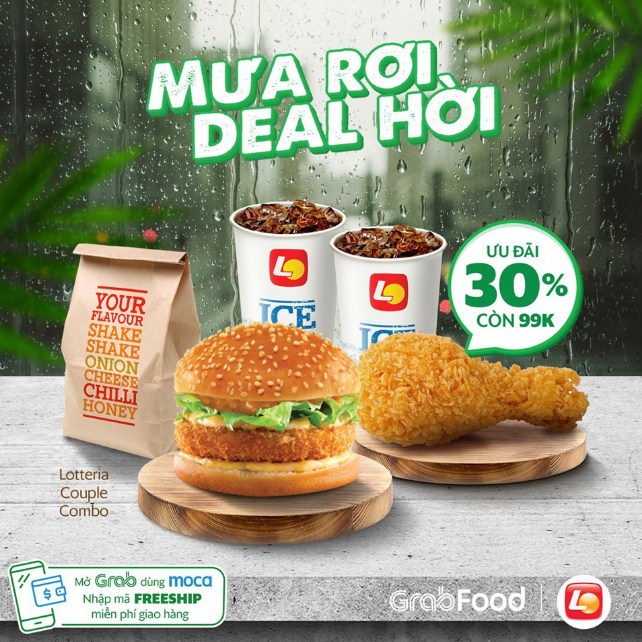 MƯA RƠI
DEAL HỜI
ƯU ĐÃI
30%
CÒN 99K
ICE
ICE
YOUR
FLAVOUR
SHAKE
SHAKE
ONION
CHEESE
CHILLI
HONEY
Lotteria
Couple
Combo
Mở Grab dùng moca
Nhập mã FREESHIP
miễn phí giao hàng
GrabFood